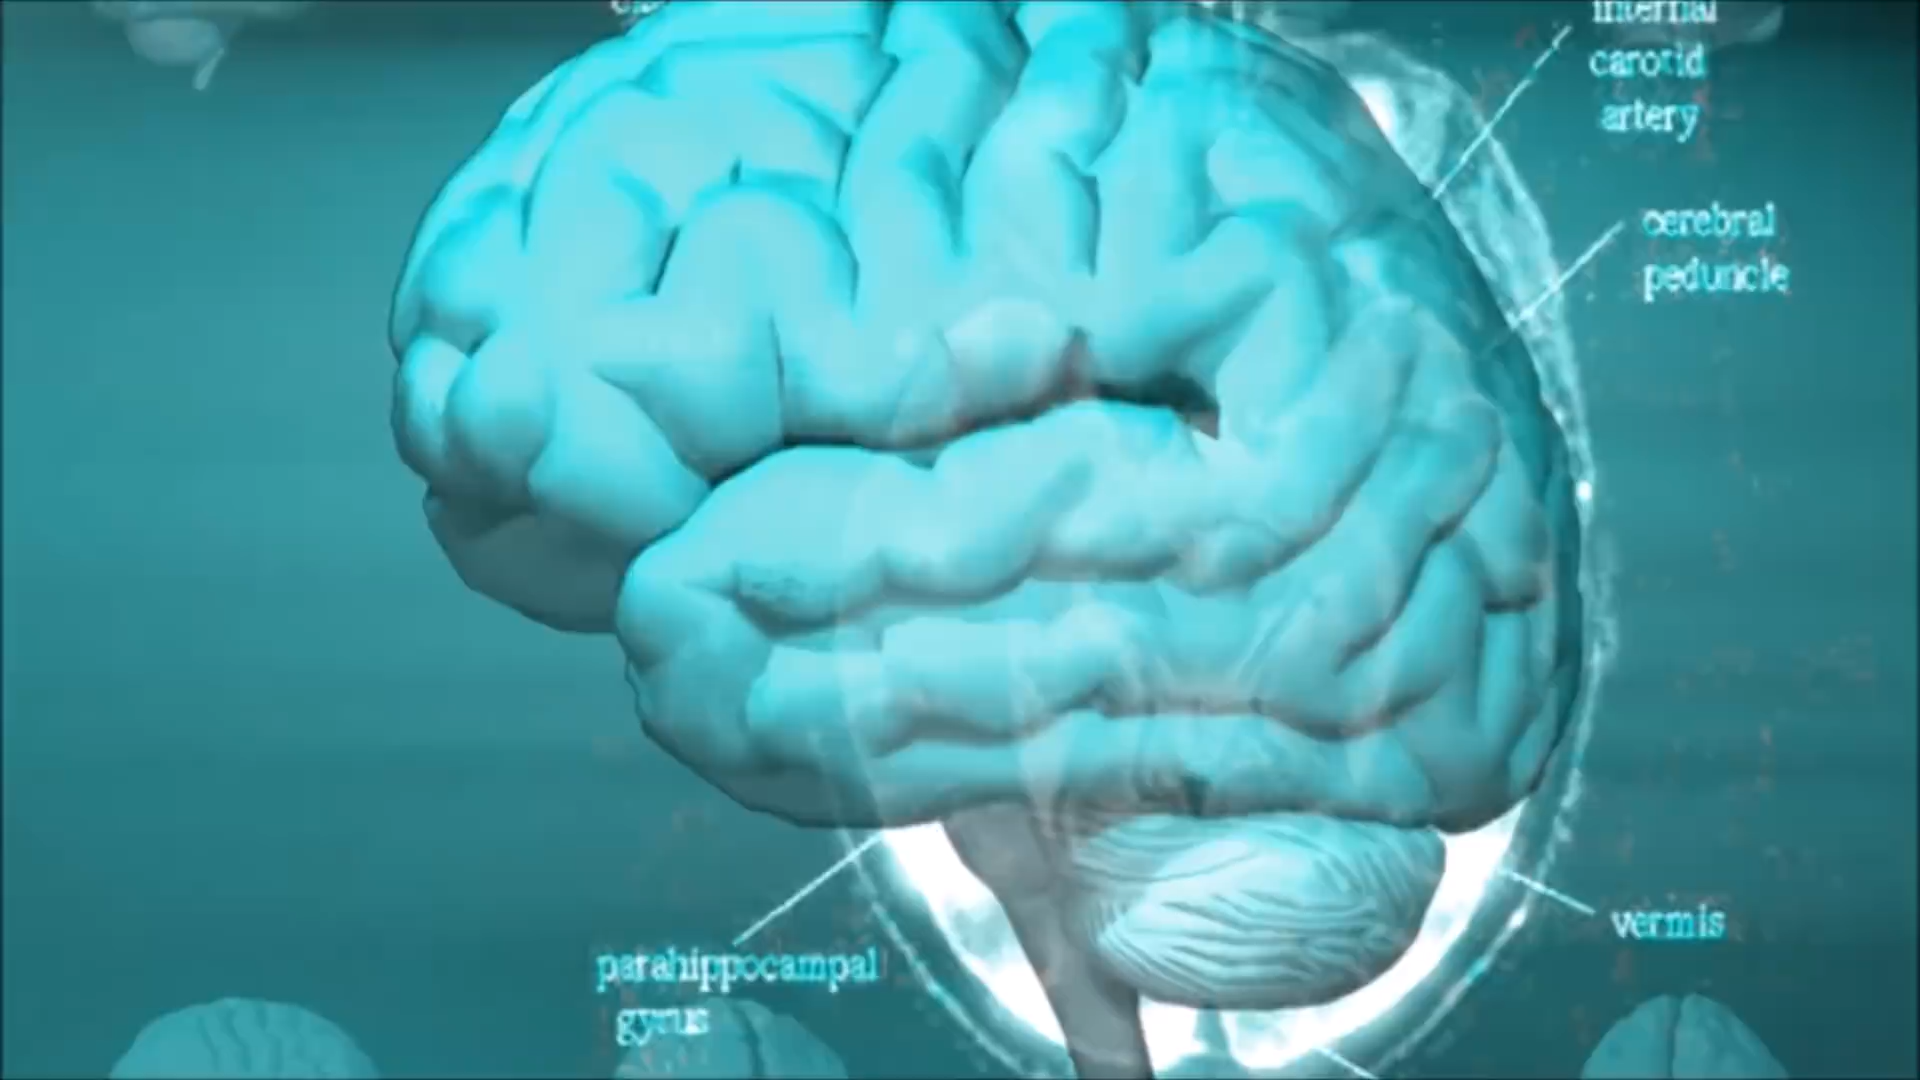 internal
carotid
artery
cerebral
peduncle
vermis
parahippocampal
gyrus